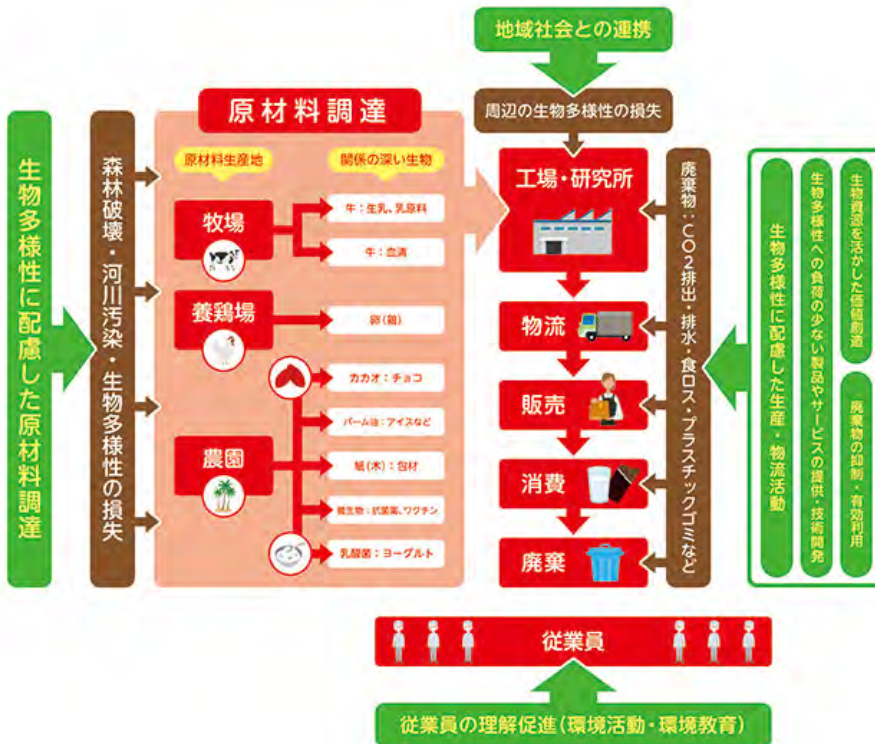 地域社会との連携
周辺の生物多様性の損失
生物多様性に配慮した原材料調達
森林破壊・河川汚染・生物多様性の損失
原材料調達
原材料生産地
関係の深い生物
牧場
牛：生乳、乳原料
牛：血清
養鶏場
卵(鶏)
農園
カカオ：チョコ
パーム油：アイスなど
紙(木)：包材
微生物：抗菌薬、ワクチン
乳酸菌：ヨーグルト
工場・研究所
物流
販売
消費
廃棄
廃棄物：CO2排出・排水・食ロス・プラスチックゴミなど
生物多様性に配慮した生産・物流活動
生物多様性への負荷の少ない製品やサービスの提供・技術開発
生物資源を活かした価値創造
廃棄物の抑制・有効利用
従業員
従業員の理解促進(環境活動・環境教育)